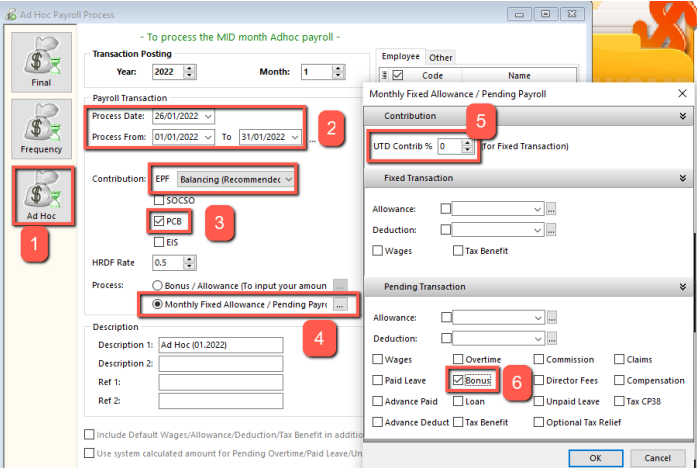 Ad Hoc Payroll Process
- To process the MID month Adhoc payroll -
Final
Frequency
Ad Hoc
1
Transaction Posting
Year: 2022 Month: 1
Employee Other
Code Name
Payroll Transaction
Process Date: 26/01/2022
Process From: 01/01/2022 To 31/01/2022 ...
2
Contribution: EPF Balancing (Recommended
SOCSO
PCB
3
EIS
HRDF Rate 0.5
Process: Bonus / Allowance (To input your amoun ...
Monthly Fixed Allowance / Pending Payro ...
4
Description
Description 1: Ad Hoc (01.2022)
Description 2:
Ref 1:
Ref 2:
Include Default Wages/Allowance/Deduction/Tax Benefit in additio
Use system calculated amount for Pending Overtime/Paid Leave/Un
Monthly Fixed Allowance / Pending Payroll
Contribution
5
UTD Contrib % 0 (for Fixed Transaction)
Fixed Transaction
Allowance: ...
Deduction: ...
Wages Tax Benefit
Pending Transaction
Allowance: ...
Deduction: ...
Wages Overtime Commission Claims
Paid Leave Bonus 6 Director Fees Compensation
Advance Paid Loan Unpaid Leave Tax CP38
Advance Deduct Tax Benefit Optional Tax Relief
OK Cancel